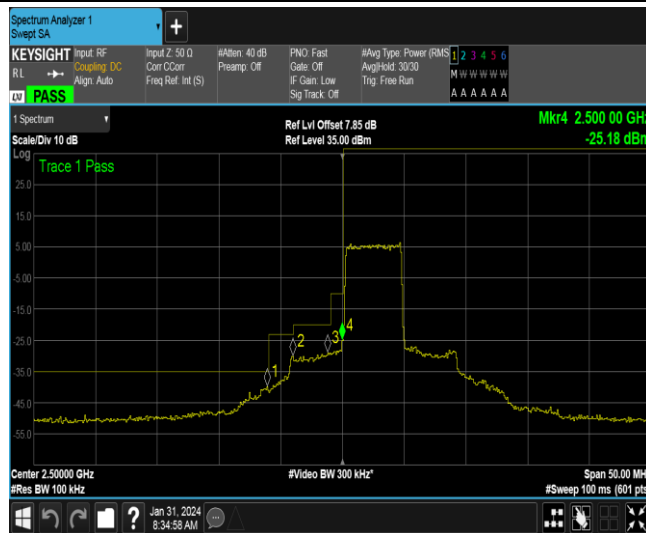 Spectrum Analyzer 1
Swept SA
+
KEYSIGHT
RL
LXI PASS
Input: RF
Coupling: DC
Align: Auto
Input Z: 50 Ω
Corr CCorr
Freq Ref: Int (S)
#Atten: 40 dB
Preamp: Off
PNO: Fast
Gate: Off
IF Gain: Low
Sig Track: Off
#Avg Type: Power (RMS
Avg|Hold: 30/30
Trig: Free Run
1 2 3 4 5 6
M W W W W W
A A A A A A
1 Spectrum
Scale/Div 10 dB
Log
Ref Lvl Offset 7.85 dB
Ref Level 35.00 dBm
Mkr4 2.500 00 GHz
-25.18 dBm
Trace 1 Pass
25.0
15.0
5.00
-5.00
-15.0
-25.0
-35.0
-45.0
-55.0
1
2
3
4
Center 2.50000 GHz
#Res BW 100 kHz
#Video BW 300 kHz*
Span 50.00 MH
#Sweep 100 ms (601 pts
?
Jan 31, 2024
8:34:58 AM